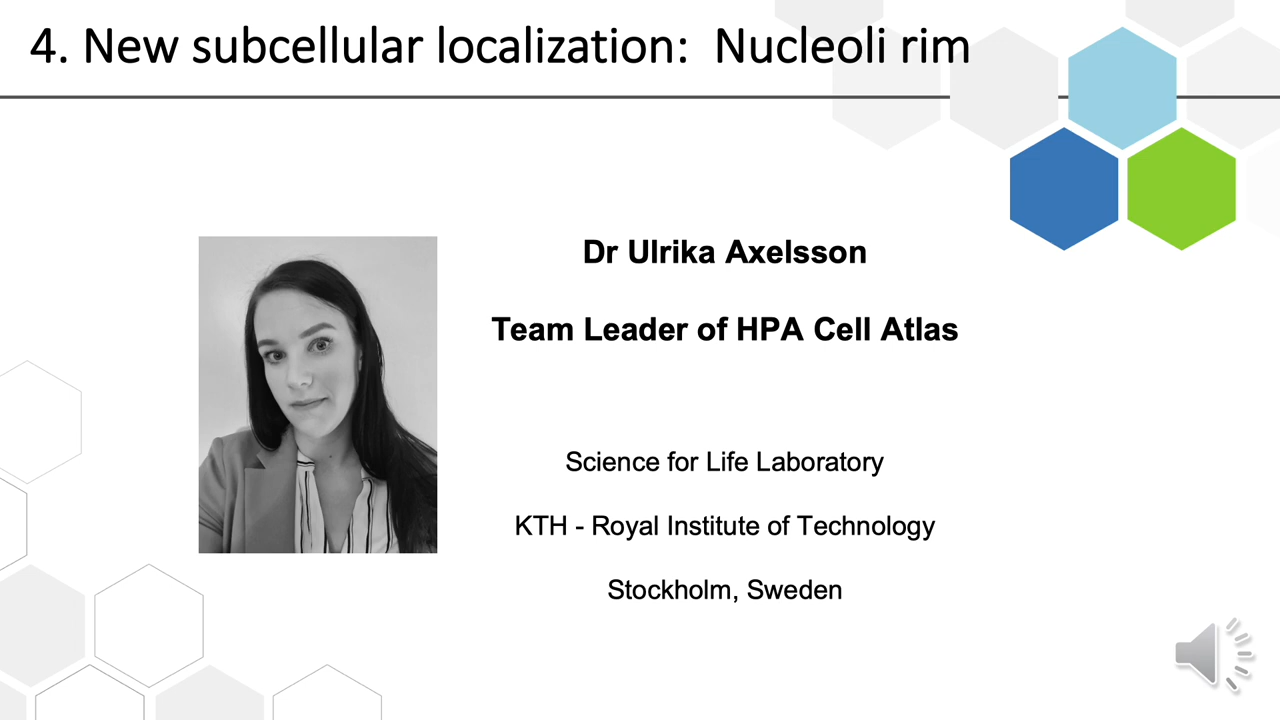 4. New subcellular localization: Nucleoli rim
Dr Ulrika Axelsson
Team Leader of HPA Cell Atlas
Science for Life Laboratory
KTH - Royal Institute of Technology
Stockholm, Sweden